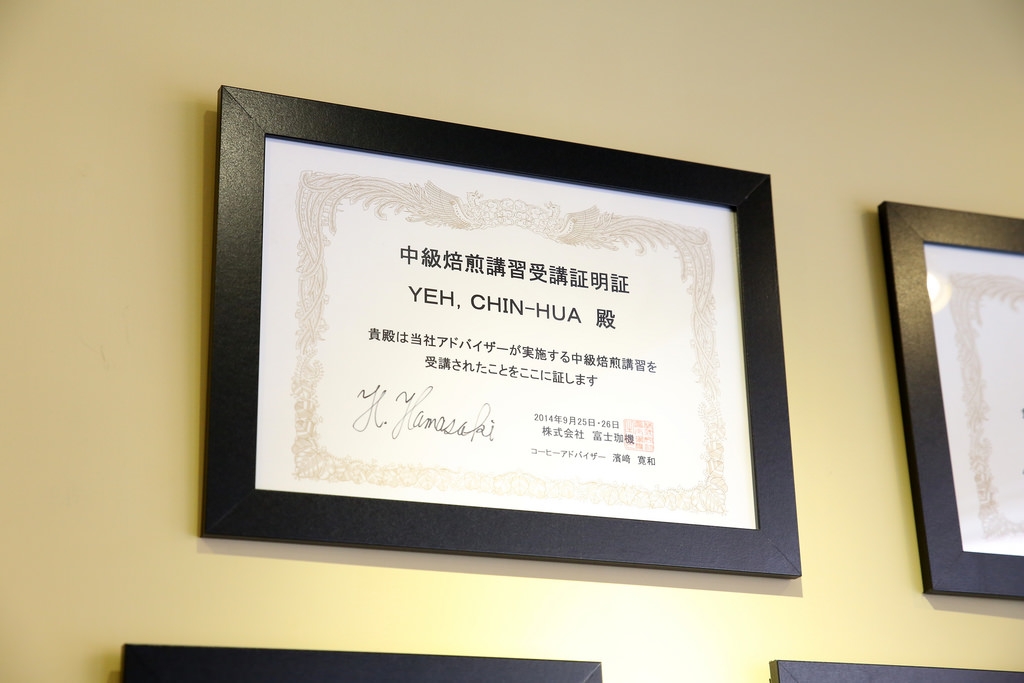 中級焙煎講習受講証明証
YEH, CHIN-HUA 殿
貴殿は当社アドバイザーが実施する中級焙煎講習を
受講されたことをここに証します
H. Hamasaki
2014年9月25日・26日
株式会社 富士珈機
コーヒーアドバイザー 濱﨑 寛和